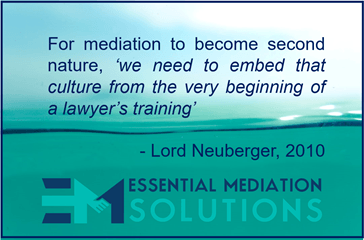 For mediation to become second
nature, ‘we need to embed that
culture from the very beginning of
a lawyer’s training’
- Lord Neuberger, 2010
EM ESSENTIAL MEDIATION
SOLUTIONS